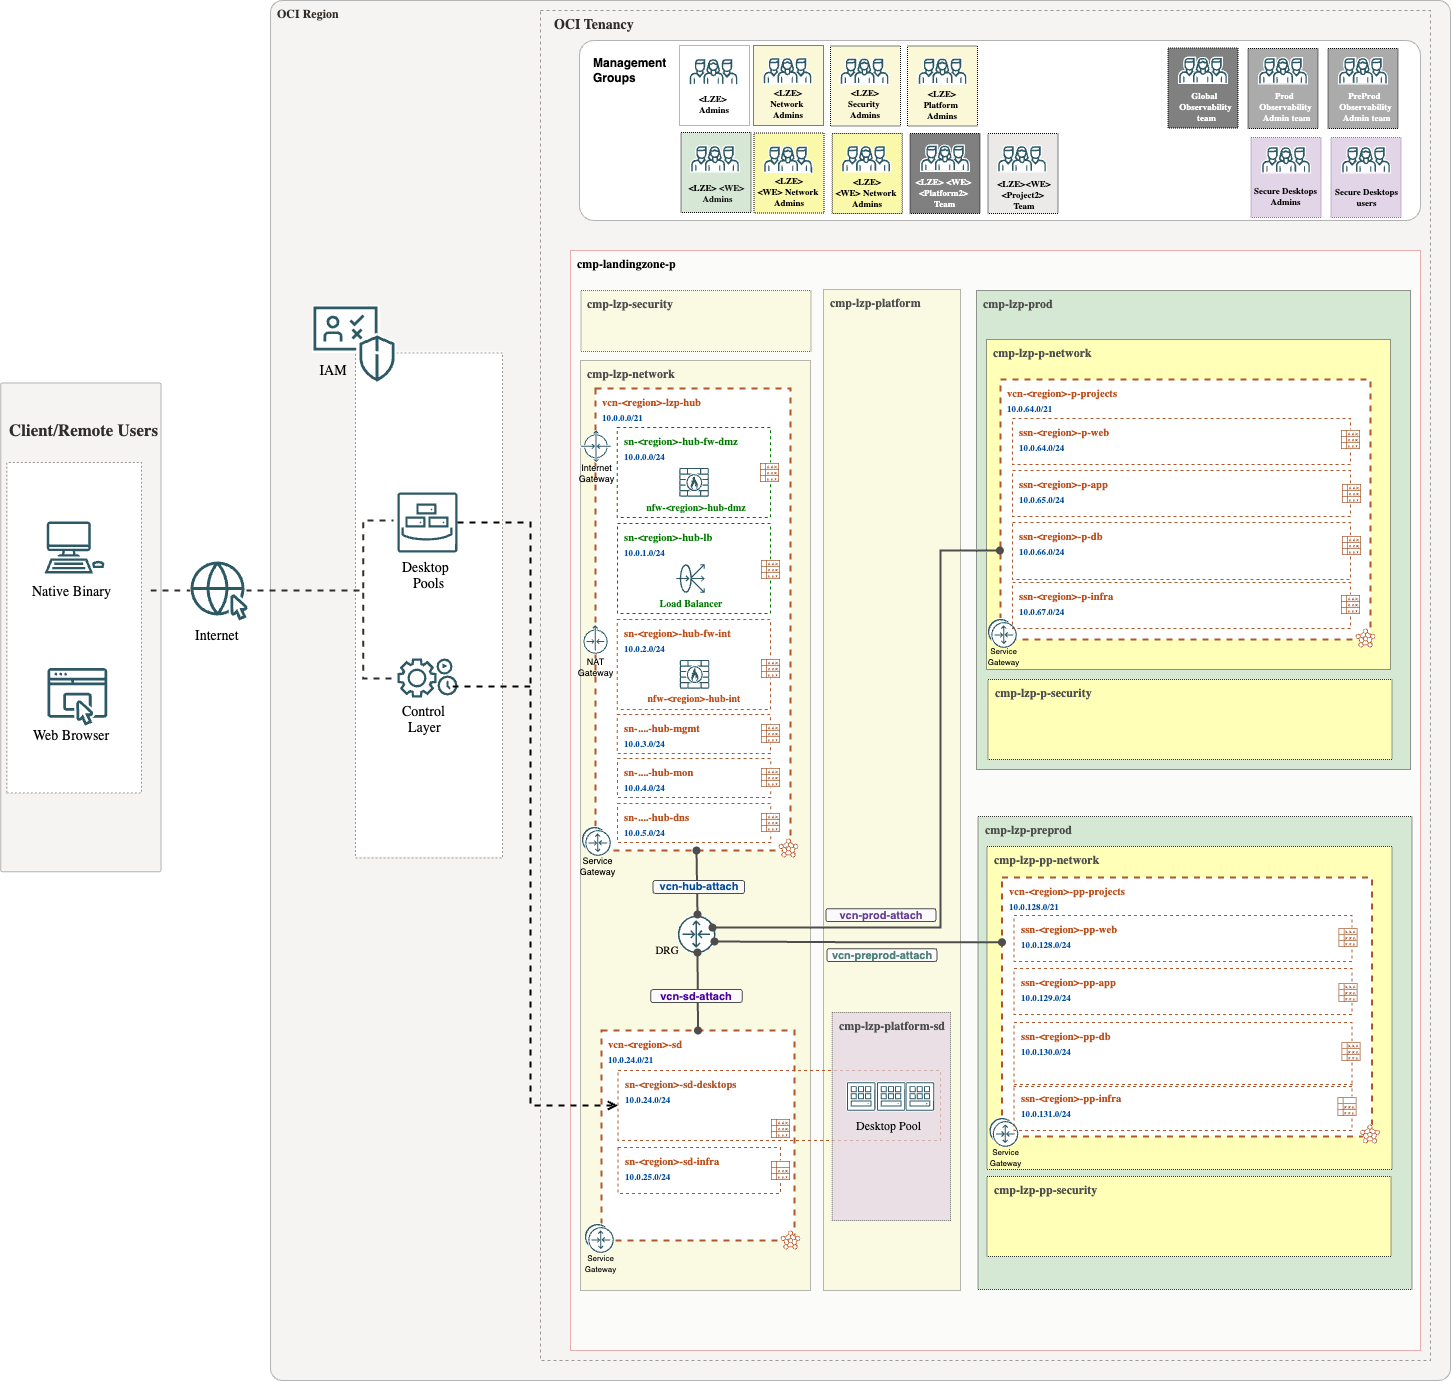 OCI Region
OCI Tenancy
Management
Groups
<LZE>
Admins
<LZE>
Network
Admins
<LZE>
Security
Admins
<LZE>
Platform
Admins
Global
Observability
team
Prod
Observability
Admin team
PreProd
Observability
Admin team
<LZE> <WE>
Admins
<LZE>
<WE> Network
Admins
<LZE>
<WE> Network
Admins
<LZE> <WE>
<Platform2>
Team
<LZE><WE>
<Project2>
Team
Secure Desktops
Admins
Secure Desktops
users
cmp-landingzone-p
cmp-lzp-security
cmp-lzp-platform
cmp-lzp-prod
cmp-lzp-p-network
cmp-lzp-network
vcn-<region>-lzp-hub
10.0.0.0/21
sn-<region>-hub-fw-dmz
10.0.0.0/24
Internet
Gateway
nfw-<region>-hub-dmz
sn-<region>-hub-lb
10.0.1.0/24
Load Balancer
sn-<region>-hub-fw-int
10.0.2.0/24
NAT
Gateway
nfw-<region>-hub-int
sn-....-hub-mgmt
10.0.3.0/24
sn-....-hub-mon
10.0.4.0/24
sn-....-hub-dns
10.0.5.0/24
Service
Gateway
vcn-hub-attach
DRG
vcn-prod-attach
vcn-preprod-attach
vcn-sd-attach
vcn-<region>-sd
10.0.24.0/21
sn-<region>-sd-desktops
10.0.24.0/24
sn-<region>-sd-infra
10.0.25.0/24
Service
Gateway
cmp-lzp-platform-sd
Desktop Pool
vcn-<region>-p-projects
10.0.64.0/21
ssn-<region>-p-web
10.0.64.0/24
ssn-<region>-p-app
10.0.65.0/24
ssn-<region>-p-db
10.0.66.0/24
ssn-<region>-p-infra
10.0.67.0/24
Service
Gateway
cmp-lzp-p-security
cmp-lzp-preprod
cmp-lzp-pp-network
vcn-<region>-pp-projects
10.0.128.0/21
ssn-<region>-pp-web
10.0.128.0/24
ssn-<region>-pp-app
10.0.129.0/24
ssn-<region>-pp-db
10.0.130.0/24
ssn-<region>-pp-infra
10.0.131.0/24
Service
Gateway
cmp-lzp-pp-security
IAM
Client/Remote Users
Native Binary
Web Browser
Internet
Desktop
Pools
Control
Layer